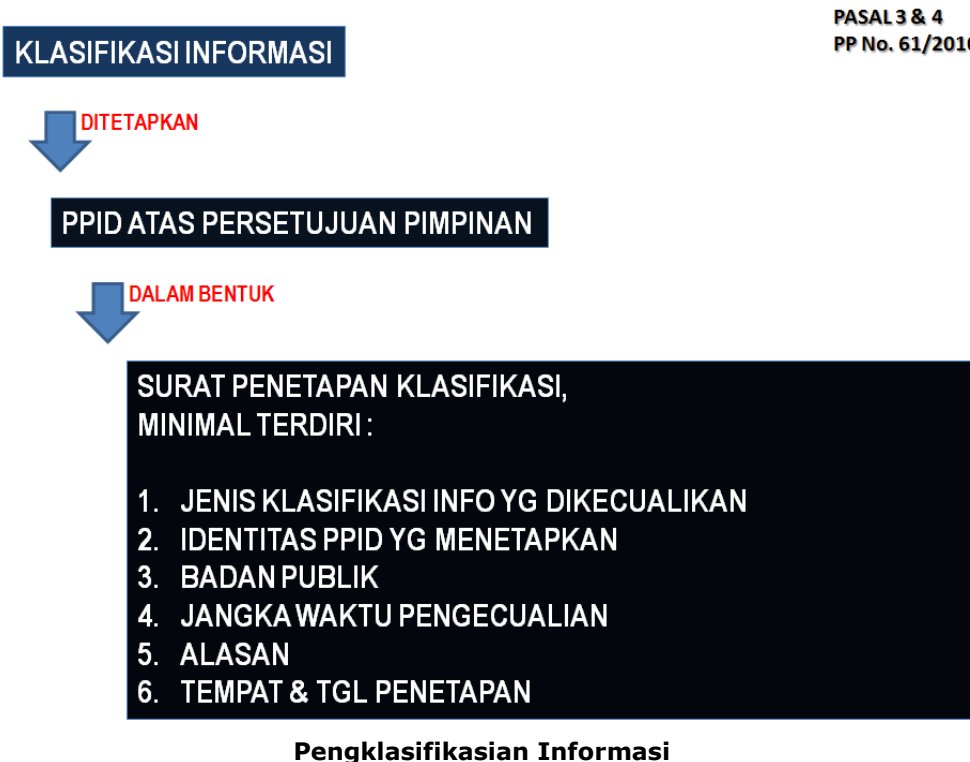 PASAL 3 & 4
PP No. 61/2010
KLASIFIKASI INFORMASI
DITETAPKAN
PPID ATAS PERSETUJUAN PIMPINAN
DALAM BENTUK
SURAT PENETAPAN KLASIFIKASI,
MINIMAL TERDIRI :
1. JENIS KLASIFIKASI INFO YG DIKECUALIKAN
2. IDENTITAS PPID YG MENETAPKAN
3. BADAN PUBLIK
4. JANGKA WAKTU PENGECUALIAN
5. ALASAN
6. TEMPAT & TGL PENETAPAN
Pengklasifikasian Informasi